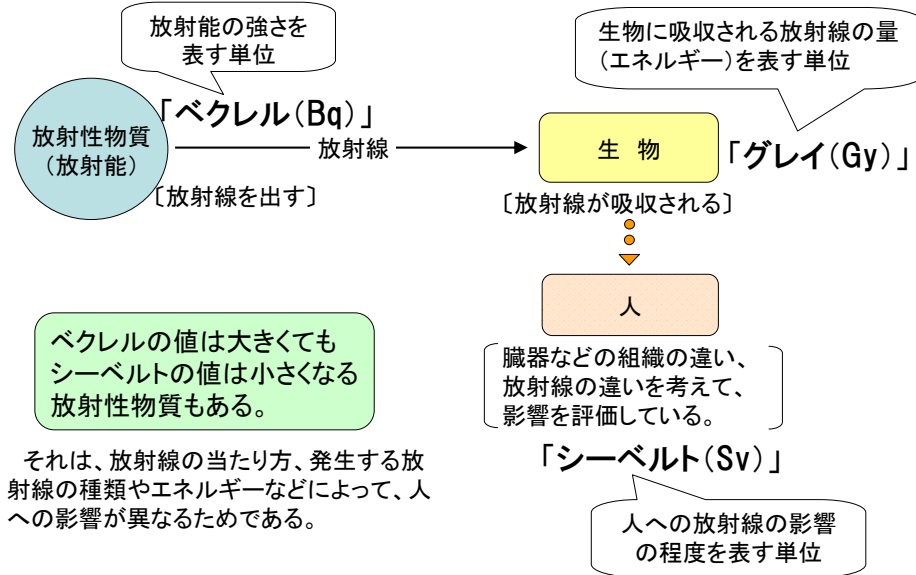 放射能の強さを
表す単位
生物に吸収される放射線の量
(エネルギー)を表す単位
「ベクレル(Bq)」
放射性物質
(放射能)
放射線
生 物
「グレイ(Gy)」
〔放射線を出す〕
〔放射線が吸収される〕
人
ベクレルの値は大きくても
シーベルトの値は小さくなる
放射性物質もある。
臓器などの組織の違い、
放射線の違いを考えて、
影響を評価している。
それは、放射線の当たり方、発生する放
射線の種類やエネルギーなどによって、人
への影響が異なるためである。
「シーベルト(Sv)」
人への放射線の影響
の程度を表す単位